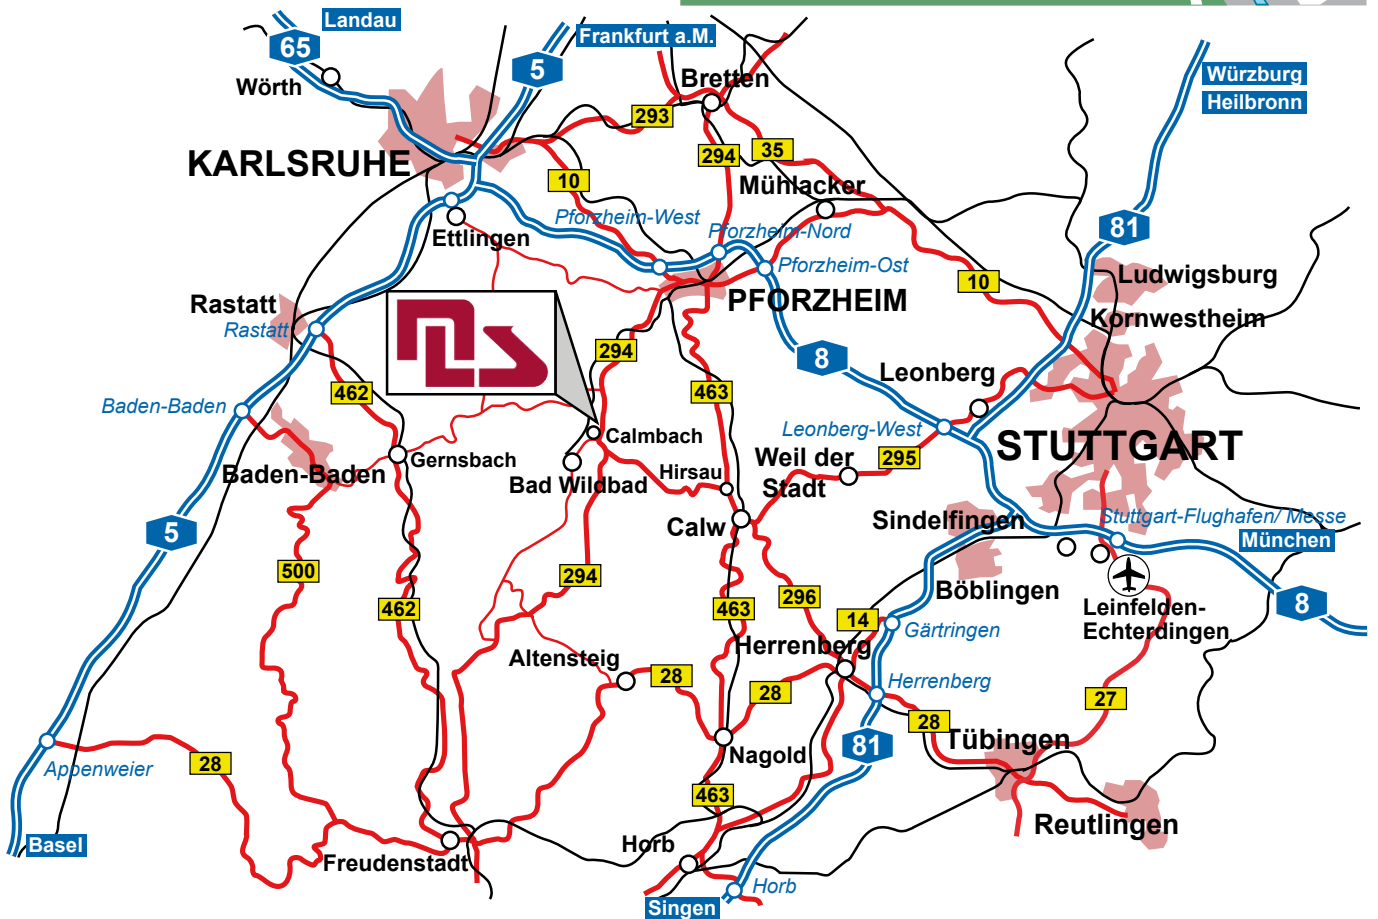 Landau
65
Wörth
Frankfurt a.M.
5
Bretten
Würzburg
Heilbronn
293
294
35
KARLSRUHE
10
Mühlacker
Pforzheim-West
Pforzheim-Nord
81
Ettlingen
Pforzheim-Ost
Ludwigsburg
10
PFORZHEIM
Rastatt
Rastatt
Kornwestheim
294
8
Leonberg
462
463
Baden-Baden
Leonberg-West
Calmbach
STUTTGART
Gernsbach
Baden-Baden
Hirsau
Weil der
Stadt
295
Bad Wildbad
Calw
Sindelfingen
Stuttgart-Flughafen/ Messe
München
5
500
294
Böblingen
296
462
463
14
8
Leinfelden-
Echterdingen
Gärtringen
Herrenberg
Altensteig
28
28
Herrenberg
27
28
Tübingen
81
Nagold
Appenweier
28
463
Reutlingen
Basel
Freudenstadt
Horb
Horb
Singen